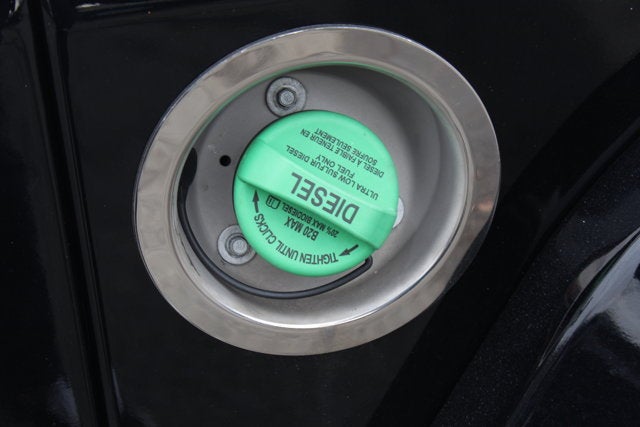 TIGHTEN UNTIL CLICKS
B20 MAX
20% MAX BIODIESEL
DIESEL
ULTRA LOW SULFUR DIESEL
FUEL ONLY
DIESEL À FAIBLE TENEUR EN
SOUFRE SEULEMENT